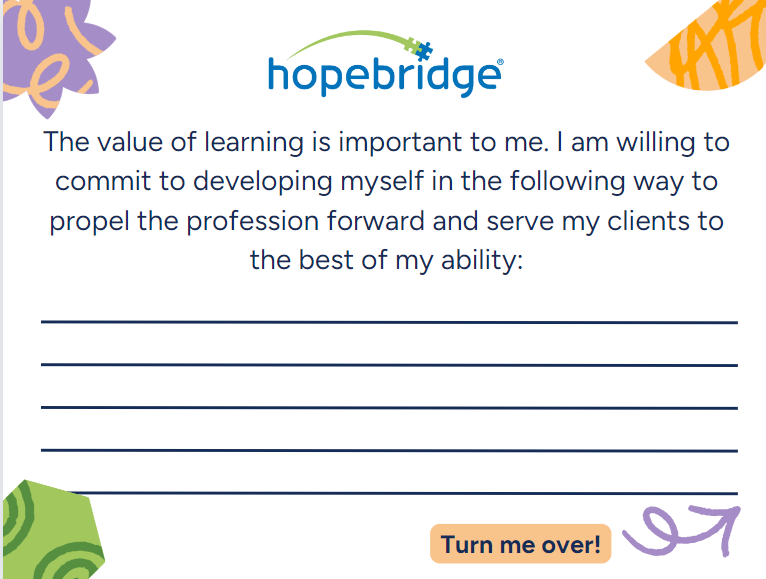 hopebridge®
The value of learning is important to me. I am willing to
commit to developing myself in the following way to
propel the profession forward and serve my clients to
the best of my ability:
Turn me over!